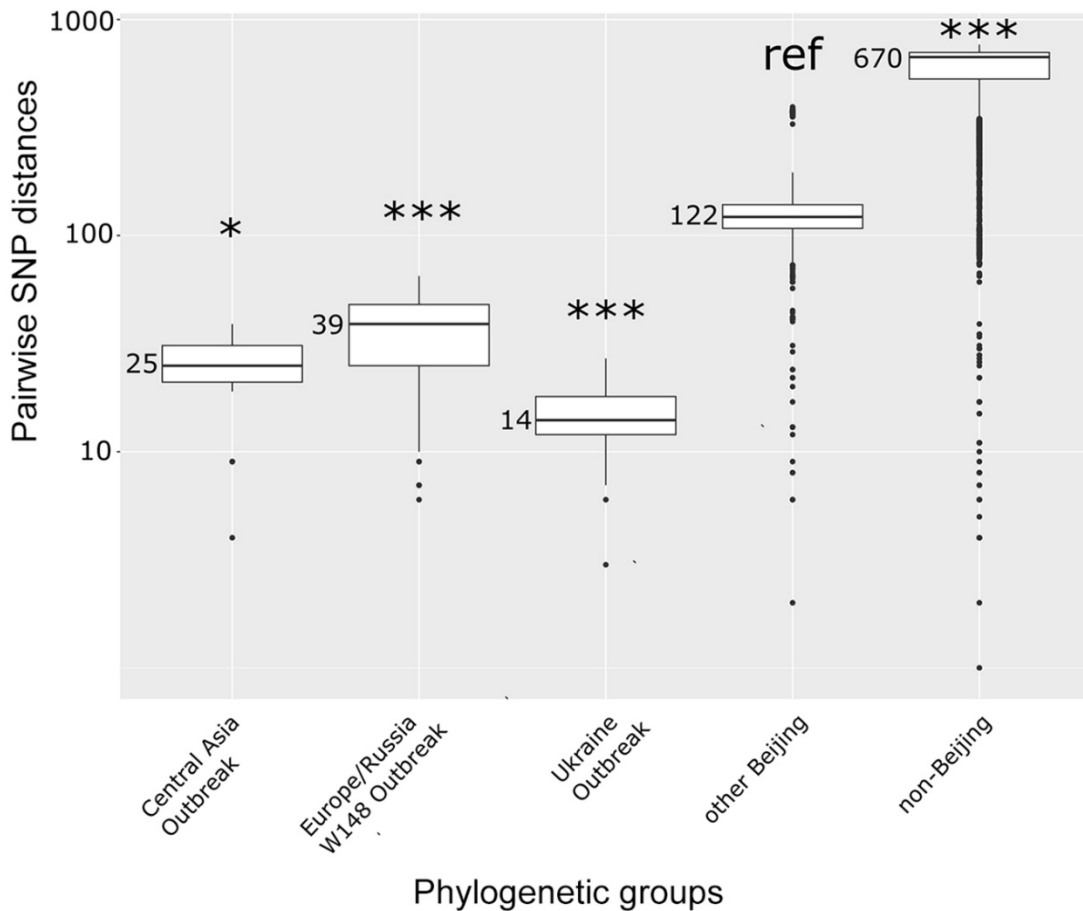 Pairwise SNP distances
1000
100
10
25
*
39
***
14
***
122
ref
670
***
Central Asia
Outbreak
Europe/Russia
W148 Outbreak
Ukraine
Outbreak
other Beijing
non-Beijing
Phylogenetic groups